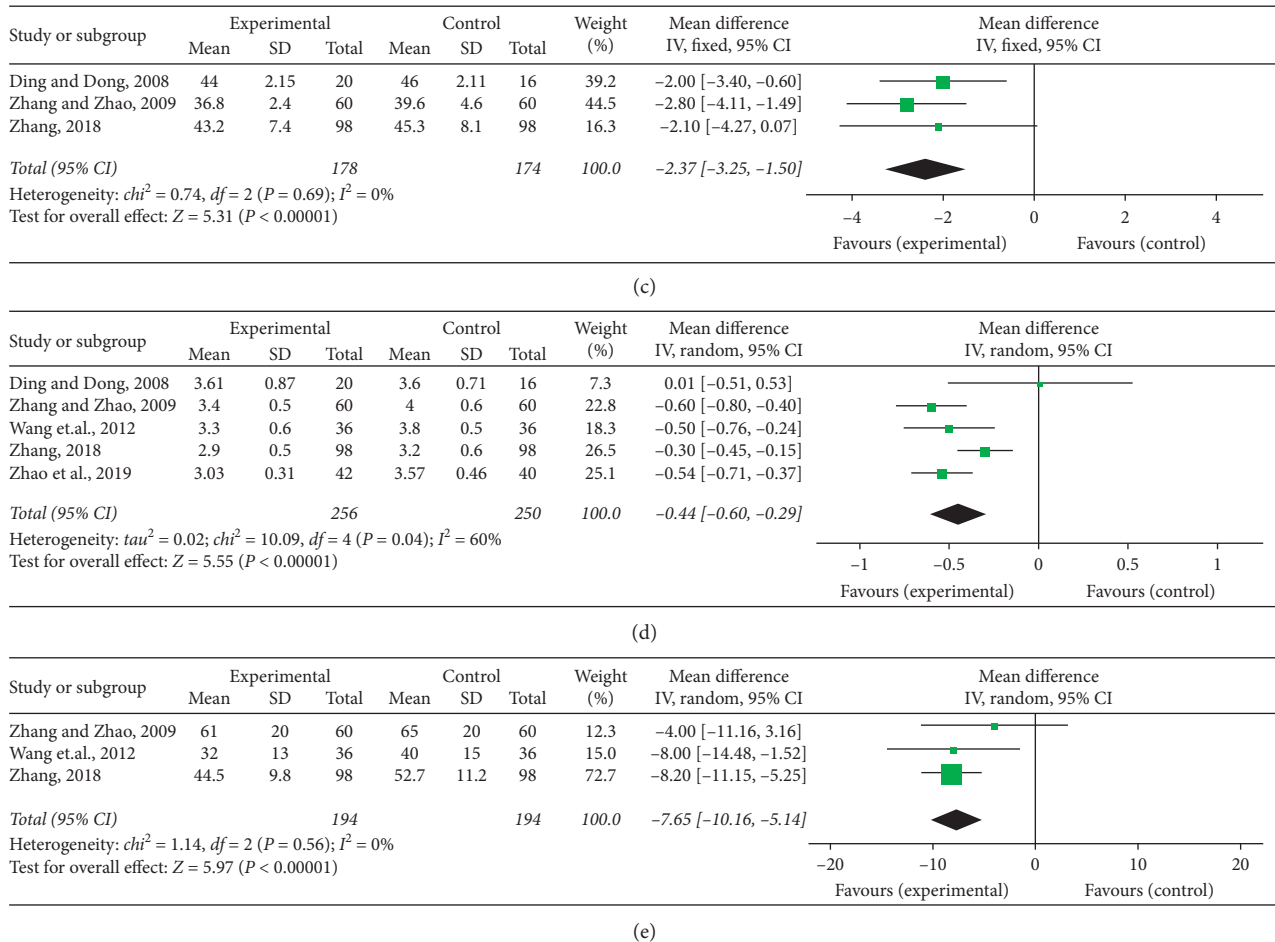 Study or subgroup Experimental Control Weight (%) Mean difference IV, fixed, 95% CI Mean difference IV, fixed, 95% CI
Mean SD Total Mean SD Total
Ding and Dong, 2008 44 2.15 20 46 2.11 16 39.2 –2.00 [–3.40, –0.60]
Zhang and Zhao, 2009 36.8 2.4 60 39.6 4.6 60 44.5 –2.80 [–4.11, –1.49]
Zhang, 2018 43.2 7.4 98 45.3 8.1 98 16.3 –2.10 [–4.27, 0.07]
Total (95% CI) 178 174 100.0 –2.37 [–3.25, –1.50]
Heterogeneity: chi² = 0.74, df = 2 (P = 0.69); I² = 0%
Test for overall effect: Z = 5.31 (P < 0.00001)
–4 –2 0 2 4
Favours (experimental) Favours (control)
(c)
Study or subgroup Experimental Control Weight (%) Mean difference IV, random, 95% CI Mean difference IV, random, 95% CI
Mean SD Total Mean SD Total
Ding and Dong, 2008 3.61 0.87 20 3.6 0.71 16 7.3 0.01 [–0.51, 0.53]
Zhang and Zhao, 2009 3.4 0.5 60 4 0.6 60 22.8 –0.60 [–0.80, –0.40]
Wang et.al., 2012 3.3 0.6 36 3.8 0.5 36 18.3 –0.50 [–0.76, –0.24]
Zhang, 2018 2.9 0.5 98 3.2 0.6 98 26.5 –0.30 [–0.45, –0.15]
Zhao et al., 2019 3.03 0.31 42 3.57 0.46 40 25.1 –0.54 [–0.71, –0.37]
Total (95% CI) 256 250 100.0 –0.44 [–0.60, –0.29]
Heterogeneity: tau² = 0.02; chi² = 10.09, df = 4 (P = 0.04); I² = 60%
Test for overall effect: Z = 5.55 (P < 0.00001)
–1 –0.5 0 0.5 1
Favours (experimental) Favours (control)
(d)
Study or subgroup Experimental Control Weight (%) Mean difference IV, random, 95% CI Mean difference IV, random, 95% CI
Mean SD Total Mean SD Total
Zhang and Zhao, 2009 61 20 60 65 20 60 12.3 –4.00 [–11.16, 3.16]
Wang et.al., 2012 32 13 36 40 15 36 15.0 –8.00 [–14.48, –1.52]
Zhang, 2018 44.5 9.8 98 52.7 11.2 98 72.7 –8.20 [–11.15, –5.25]
Total (95% CI) 194 194 100.0 –7.65 [–10.16, –5.14]
Heterogeneity: chi² = 1.14, df = 2 (P = 0.56); I² = 0%
Test for overall effect: Z = 5.97 (P < 0.00001)
–20 –10 0 10 20
Favours (experimental) Favours (control)
(e)